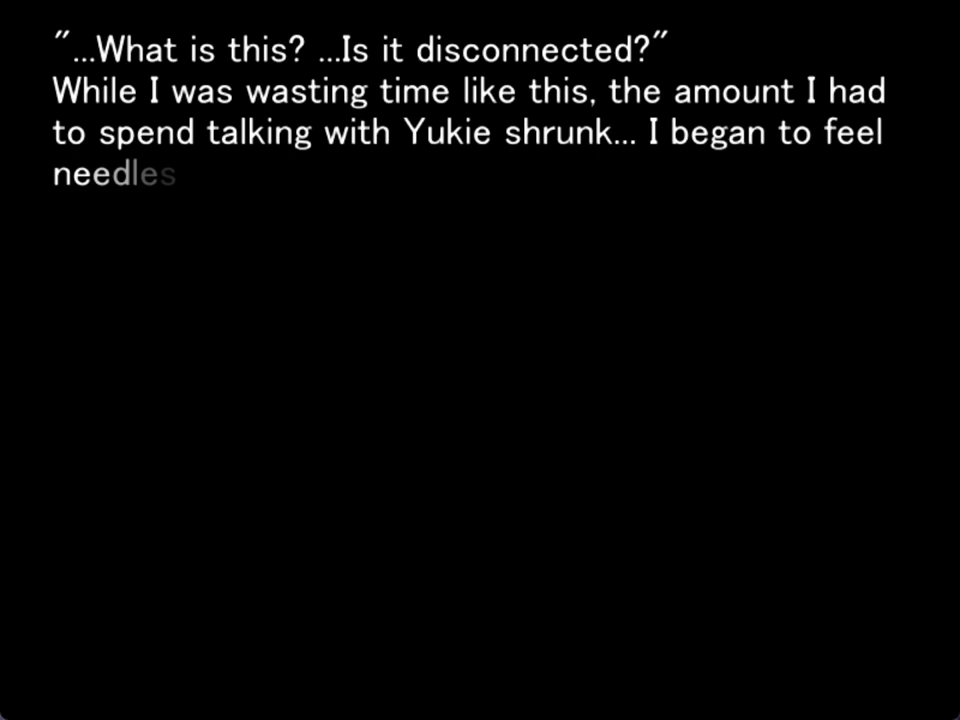 "...What is this? ...Is it disconnected?"
While I was wasting time like this, the amount I had
to spend talking with Yukie shrunk... I began to feel
needles